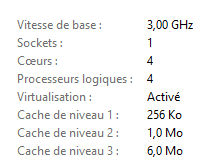 Vitesse de base : 3,00 GHz
Sockets : 1
Cœurs : 4
Processeurs logiques : 4
Virtualisation : Activé
Cache de niveau 1 : 256 Ko
Cache de niveau 2 : 1,0 Mo
Cache de niveau 3 : 6,0 Mo